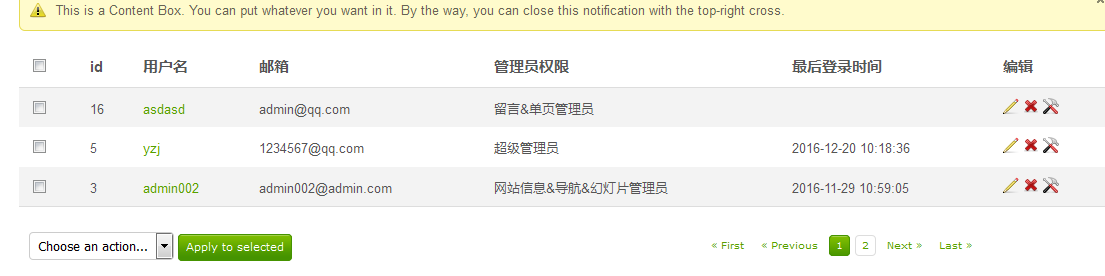 This is a Content Box. You can put whatever you want in it. By the way, you can close this notification with the top-right cross.
id 用户名 邮箱 管理员权限 最后登录时间 编辑
16 asdasd admin@qq.com 留言&单页管理员
5 yzj 1234567@qq.com 超级管理员 2016-12-20 10:18:36
3 admin002 admin002@admin.com 网站信息&导航&幻灯片管理员 2016-11-29 10:59:05
Choose an action... Apply to selected « First « Previous 1 2 Next » Last »